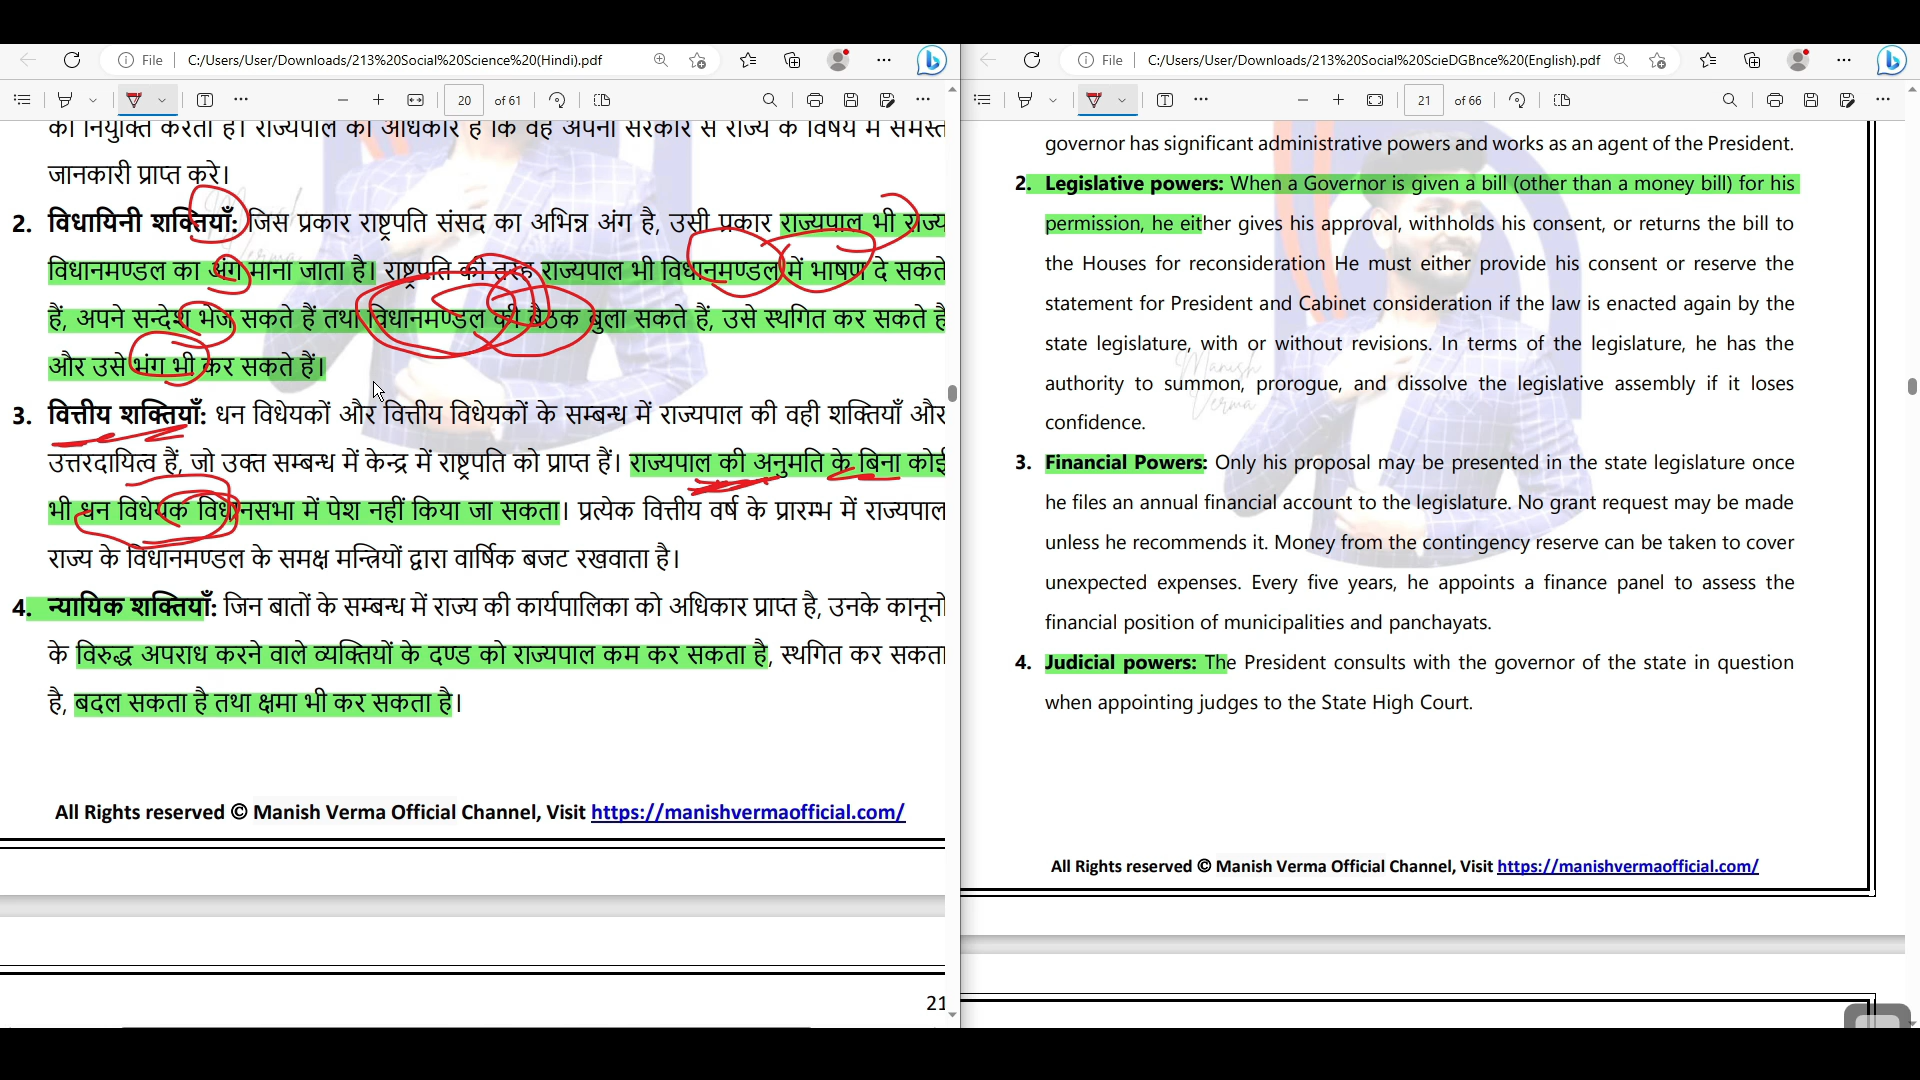 File
C:/Users/User/Downloads/213%20Social%20Science%20(Hindi).pdf
20 of 61
की नियुक्ति करता है। राज्यपाल को अधिकार है कि वह अपनी सरकार से राज्य के विषय में समस्त
जानकारी प्राप्त करे।
2. विधायिनी शक्तियाँ: जिस प्रकार राष्ट्रपति संसद का अभिन्न अंग है, उसी प्रकार राज्यपाल भी राज्य
विधानमण्डल का अंग माना जाता है। राष्ट्रपति की तरह राज्यपाल भी विधानमण्डल में भाषण दे सकते
हैं, अपने सन्देश भेज सकते हैं तथा विधानमण्डल की बैठक बुला सकते हैं, उसे स्थगित कर सकते हैं
और उसे भंग भी कर सकते हैं।
3. वित्तीय शक्तियाँ: धन विधेयकों और वित्तीय विधेयकों के सम्बन्ध में राज्यपाल की वही शक्तियाँ और
उत्तरदायित्व हैं, जो उक्त सम्बन्ध में केन्द्र में राष्ट्रपति को प्राप्त हैं। राज्यपाल की अनुमति के बिना कोई
भी धन विधेयक विधानसभा में पेश नहीं किया जा सकता। प्रत्येक वित्तीय वर्ष के प्रारम्भ में राज्यपाल
राज्य के विधानमण्डल के समक्ष मन्त्रियों द्वारा वार्षिक बजट रखवाता है।
4. न्यायिक शक्तियाँ: जिन बातों के सम्बन्ध में राज्य की कार्यपालिका को अधिकार प्राप्त है, उनके कानूनों
के विरुद्ध अपराध करने वाले व्यक्तियों के दण्ड को राज्यपाल कम कर सकता है, स्थगित कर सकता
है, बदल सकता है तथा क्षमा भी कर सकता है।
All Rights reserved © Manish Verma Official Channel, Visit https://manishvermaofficial.com/
21
File
C:/Users/User/Downloads/213%20Social%20ScieDGBnce%20(English).pdf
21 of 66
governor has significant administrative powers and works as an agent of the President.
2. Legislative powers: When a Governor is given a bill (other than a money bill) for his
permission, he either gives his approval, withholds his consent, or returns the bill to
the Houses for reconsideration He must either provide his consent or reserve the
statement for President and Cabinet consideration if the law is enacted again by the
state legislature, with or without revisions. In terms of the legislature, he has the
authority to summon, prorogue, and dissolve the legislative assembly if it loses
confidence.
3. Financial Powers: Only his proposal may be presented in the state legislature once
he files an annual financial account to the legislature. No grant request may be made
unless he recommends it. Money from the contingency reserve can be taken to cover
unexpected expenses. Every five years, he appoints a finance panel to assess the
financial position of municipalities and panchayats.
4. Judicial powers: The President consults with the governor of the state in question
when appointing judges to the State High Court.
All Rights reserved © Manish Verma Official Channel, Visit https://manishvermaofficial.com/
Manish
Verma